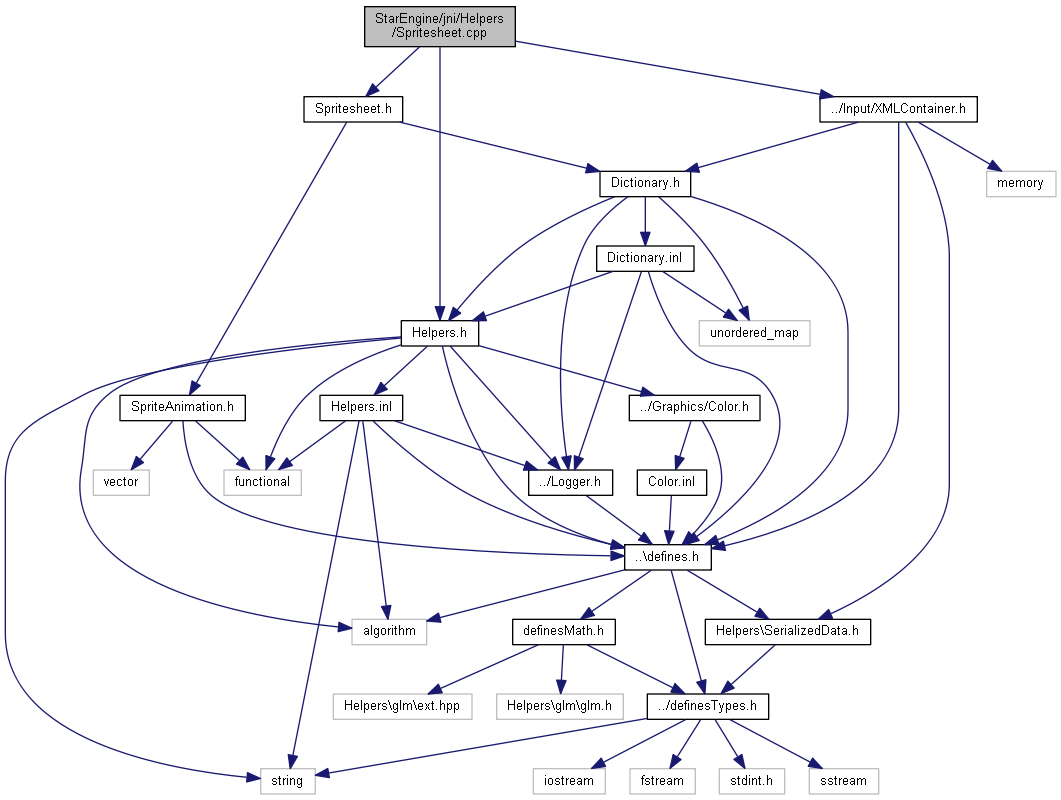 StarEngine/jni/Helpers
/Spritesheet.cpp
Spritesheet.h
../Input/XMLContainer.h
Dictionary.h
memory
Dictionary.inl
Helpers.h
unordered_map
SpriteAnimation.h
Helpers.inl
../Graphics/Color.h
vector
functional
../Logger.h
Color.inl
..\defines.h
algorithm
definesMath.h
Helpers\SerializedData.h
Helpers\glm\ext.hpp
Helpers\glm\glm.h
../definesTypes.h
string
iostream
fstream
stdint.h
sstream